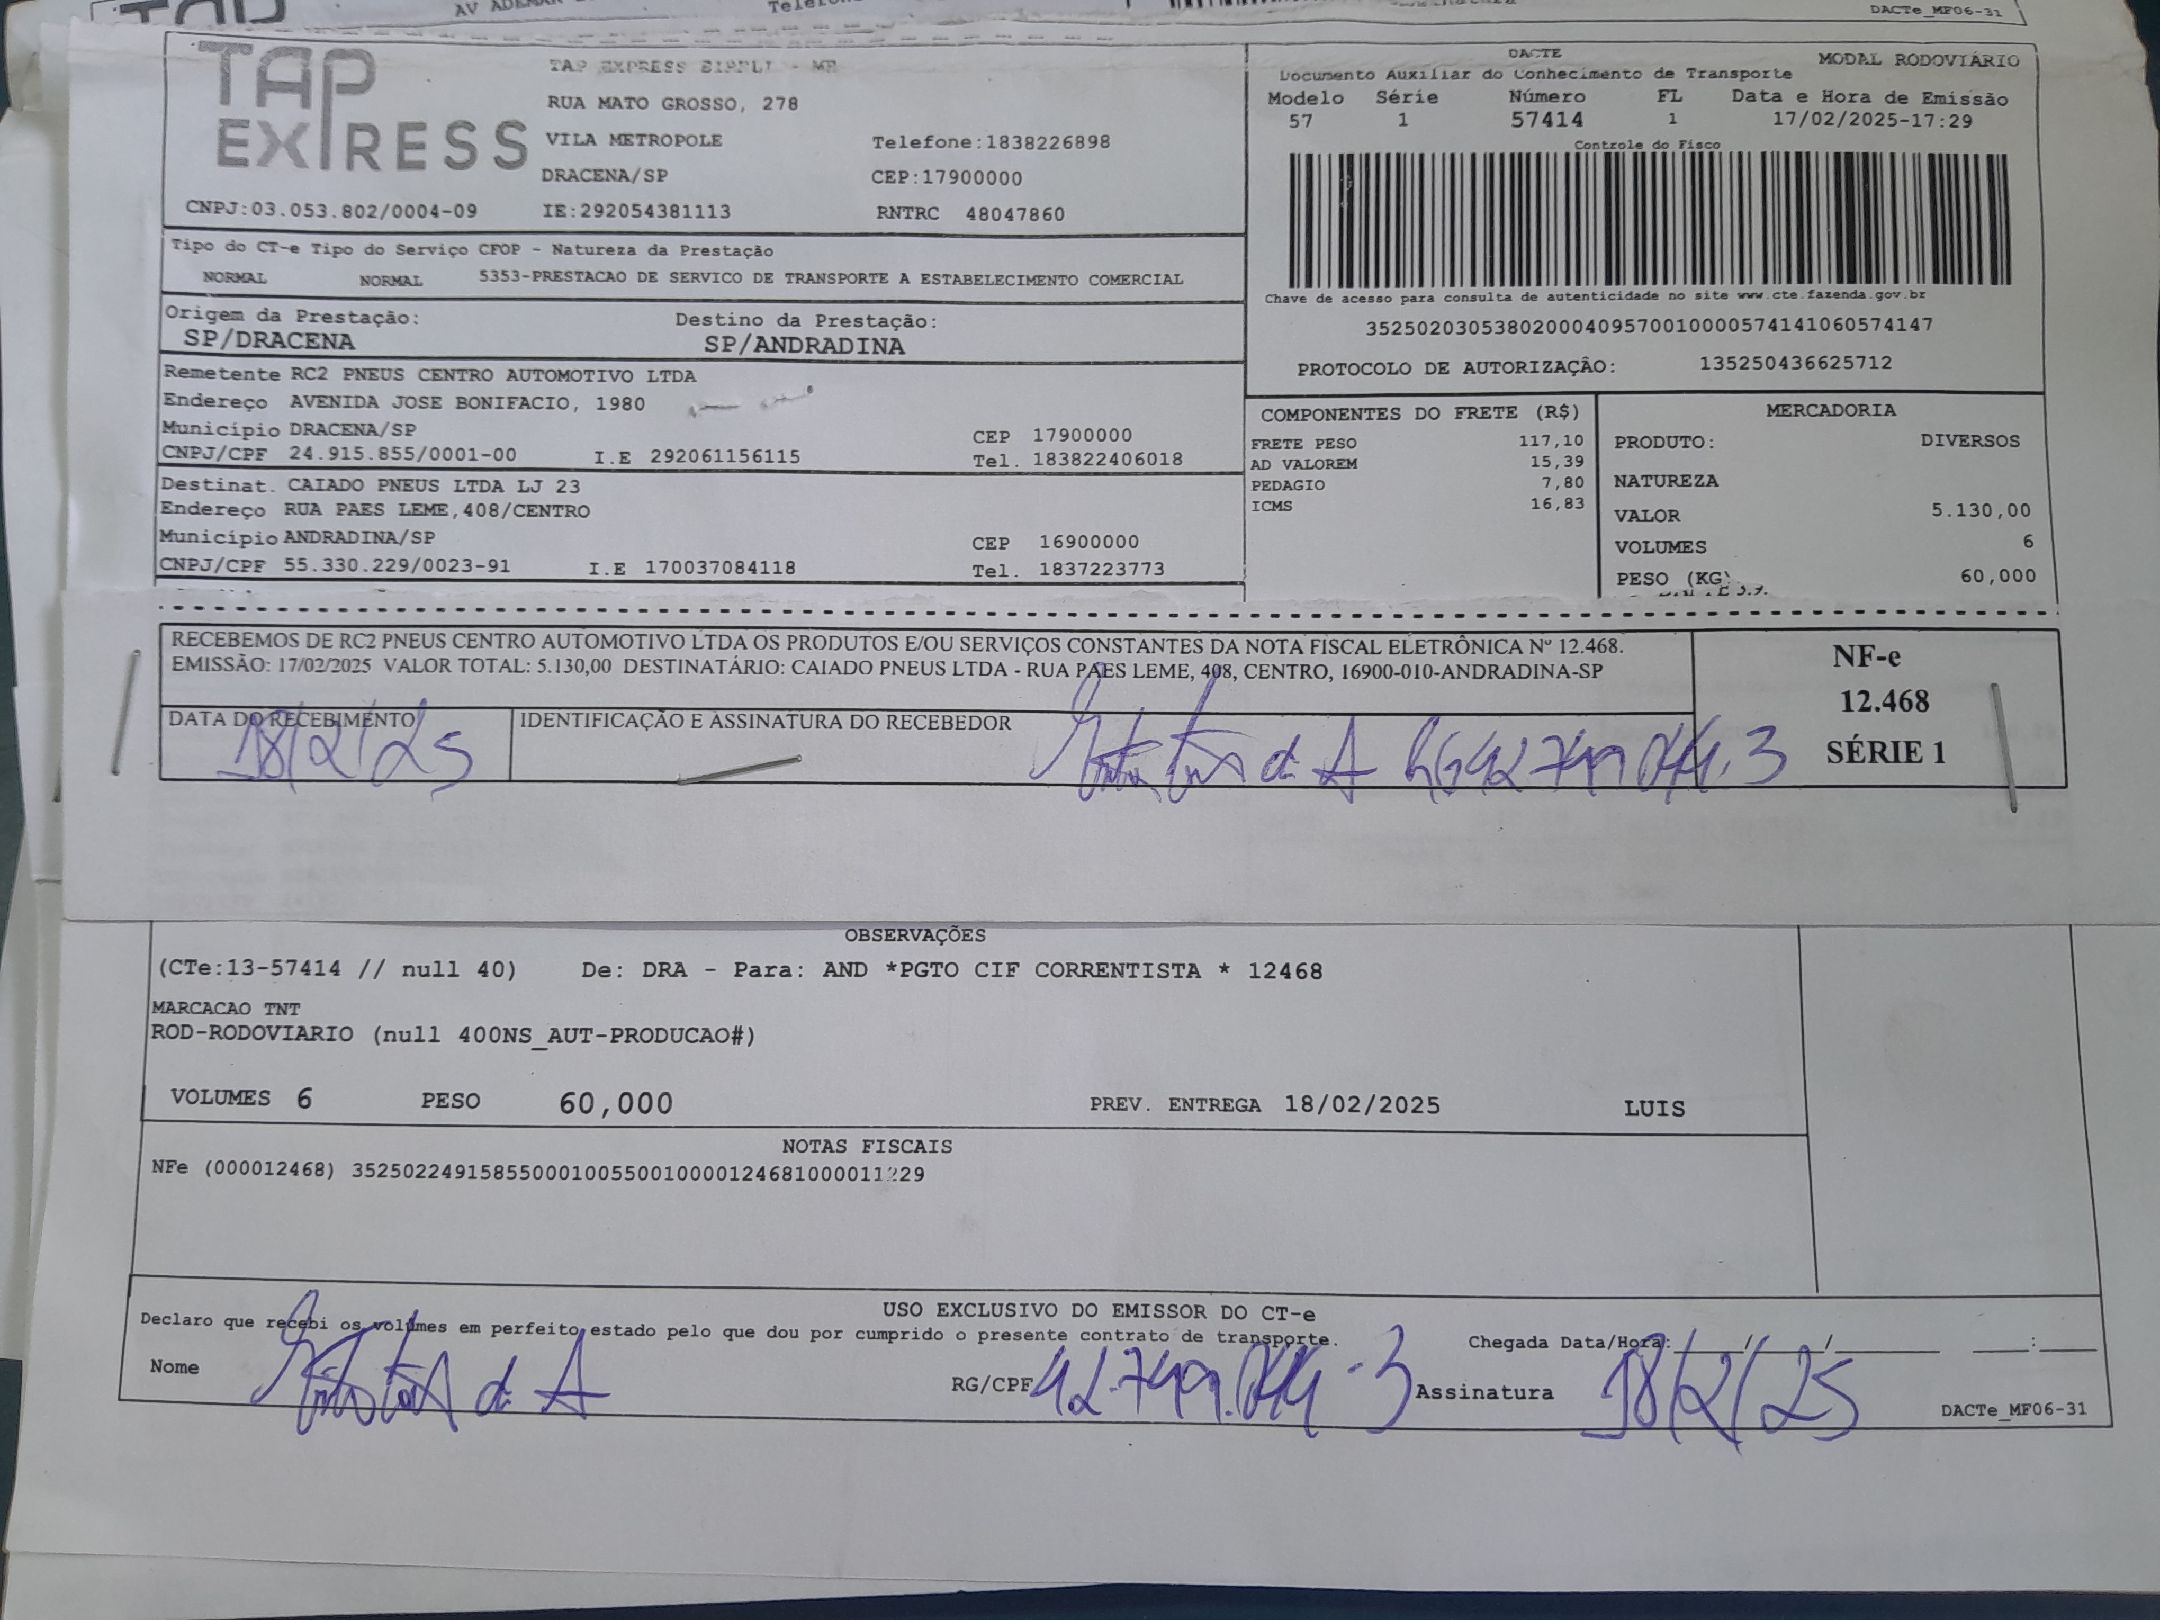 AV ADEMAR
DACTe_MF06-31
TAP EXPRESS
TAP EXPRESS EIRELI - ME
RUA MATO GROSSO, 278
VILA METROPOLE Telefone:1838226898
DRACENA/SP CEP:17900000
CNPJ:03.053.802/0004-09 IE:292054381113 RNTRC 48047860
DACTE MODAL RODOVIÁRIO
Documento Auxiliar do Conhecimento de Transporte
Modelo Série Número FL Data e Hora de Emissão
57 1 57414 1 17/02/2025-17:29
Controle do Fisco
Chave de acesso para consulta de autenticidade no site www.cte.fazenda.gov.br
35250203053802000409570010000574141060574147
PROTOCOLO DE AUTORIZAÇÃO: 135250436625712
Tipo do CT-e Tipo do Serviço CFOP - Natureza da Prestação
NORMAL NORMAL 5353-PRESTACAO DE SERVICO DE TRANSPORTE A ESTABELECIMENTO COMERCIAL
Origem da Prestação: Destino da Prestação:
SP/DRACENA SP/ANDRADINA
Remetente RC2 PNEUS CENTRO AUTOMOTIVO LTDA
Endereço AVENIDA JOSE BONIFACIO, 1980
Município DRACENA/SP CEP 17900000
CNPJ/CPF 24.915.855/0001-00 I.E 292061156115 Tel. 183822406018
Destinat. CAIADO PNEUS LTDA LJ 23
Endereço RUA PAES LEME,408/CENTRO
Município ANDRADINA/SP CEP 16900000
CNPJ/CPF 55.330.229/0023-91 I.E 170037084118 Tel. 1837223773
COMPONENTES DO FRETE (R$)
FRETE PESO 117,10
AD VALOREM 15,39
PEDAGIO 7,80
ICMS 16,83
MERCADORIA
PRODUTO: DIVERSOS
NATUREZA
VALOR 5.130,00
VOLUMES 6
PESO (KG) 60,000
RECEBEMOS DE RC2 PNEUS CENTRO AUTOMOTIVO LTDA OS PRODUTOS E/OU SERVIÇOS CONSTANTES DA NOTA FISCAL ELETRÔNICA Nº 12.468.
EMISSÃO: 17/02/2025 VALOR TOTAL: 5.130,00 DESTINATÁRIO: CAIADO PNEUS LTDA - RUA PAES LEME, 408, CENTRO, 16900-010-ANDRADINA-SP
DATA DO RECEBIMENTO IDENTIFICAÇÃO E ASSINATURA DO RECEBEDOR
18/2/25
NF-e
12.468
SÉRIE 1
OBSERVAÇÕES
(CTe:13-57414 // null 40) De: DRA - Para: AND *PGTO CIF CORRENTISTA * 12468
MARCACAO TNT
ROD-RODOVIARIO (null 400NS_AUT-PRODUCAO#)
VOLUMES 6 PESO 60,000 PREV. ENTREGA 18/02/2025 LUIS
NOTAS FISCAIS
NFe (000012468)
USO EXCLUSIVO DO EMISSOR DO CT-e
Declaro que recebi os volumes em perfeito estado pelo que dou por cumprido o presente contrato de transporte. Chegada Data/Hora: / / :
Nome RG/CPF Assinatura 18/2/25
DACTe_MF06-31